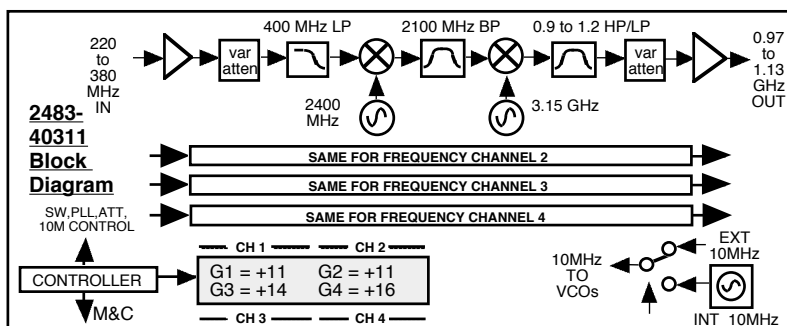 400 MHz LP
2100 MHz BP
0.9 to 1.2 HP/LP
220
to
380
MHz
IN
var
atten
var
atten
0.97
to
1.13
GHz
OUT
2400
MHz
3.15 GHz
2483-
40311
Block
Diagram
SAME FOR FREQUENCY CHANNEL 2
SAME FOR FREQUENCY CHANNEL 3
SAME FOR FREQUENCY CHANNEL 4
SW,PLL,ATT,
10M CONTROL
CONTROLLER
M&C
CH 1 CH 2
G1 = +11 G2 = +11
G3 = +14 G4 = +16
CH 3 CH 4
10MHz
TO
VCOs
EXT
10MHz
INT 10MHz